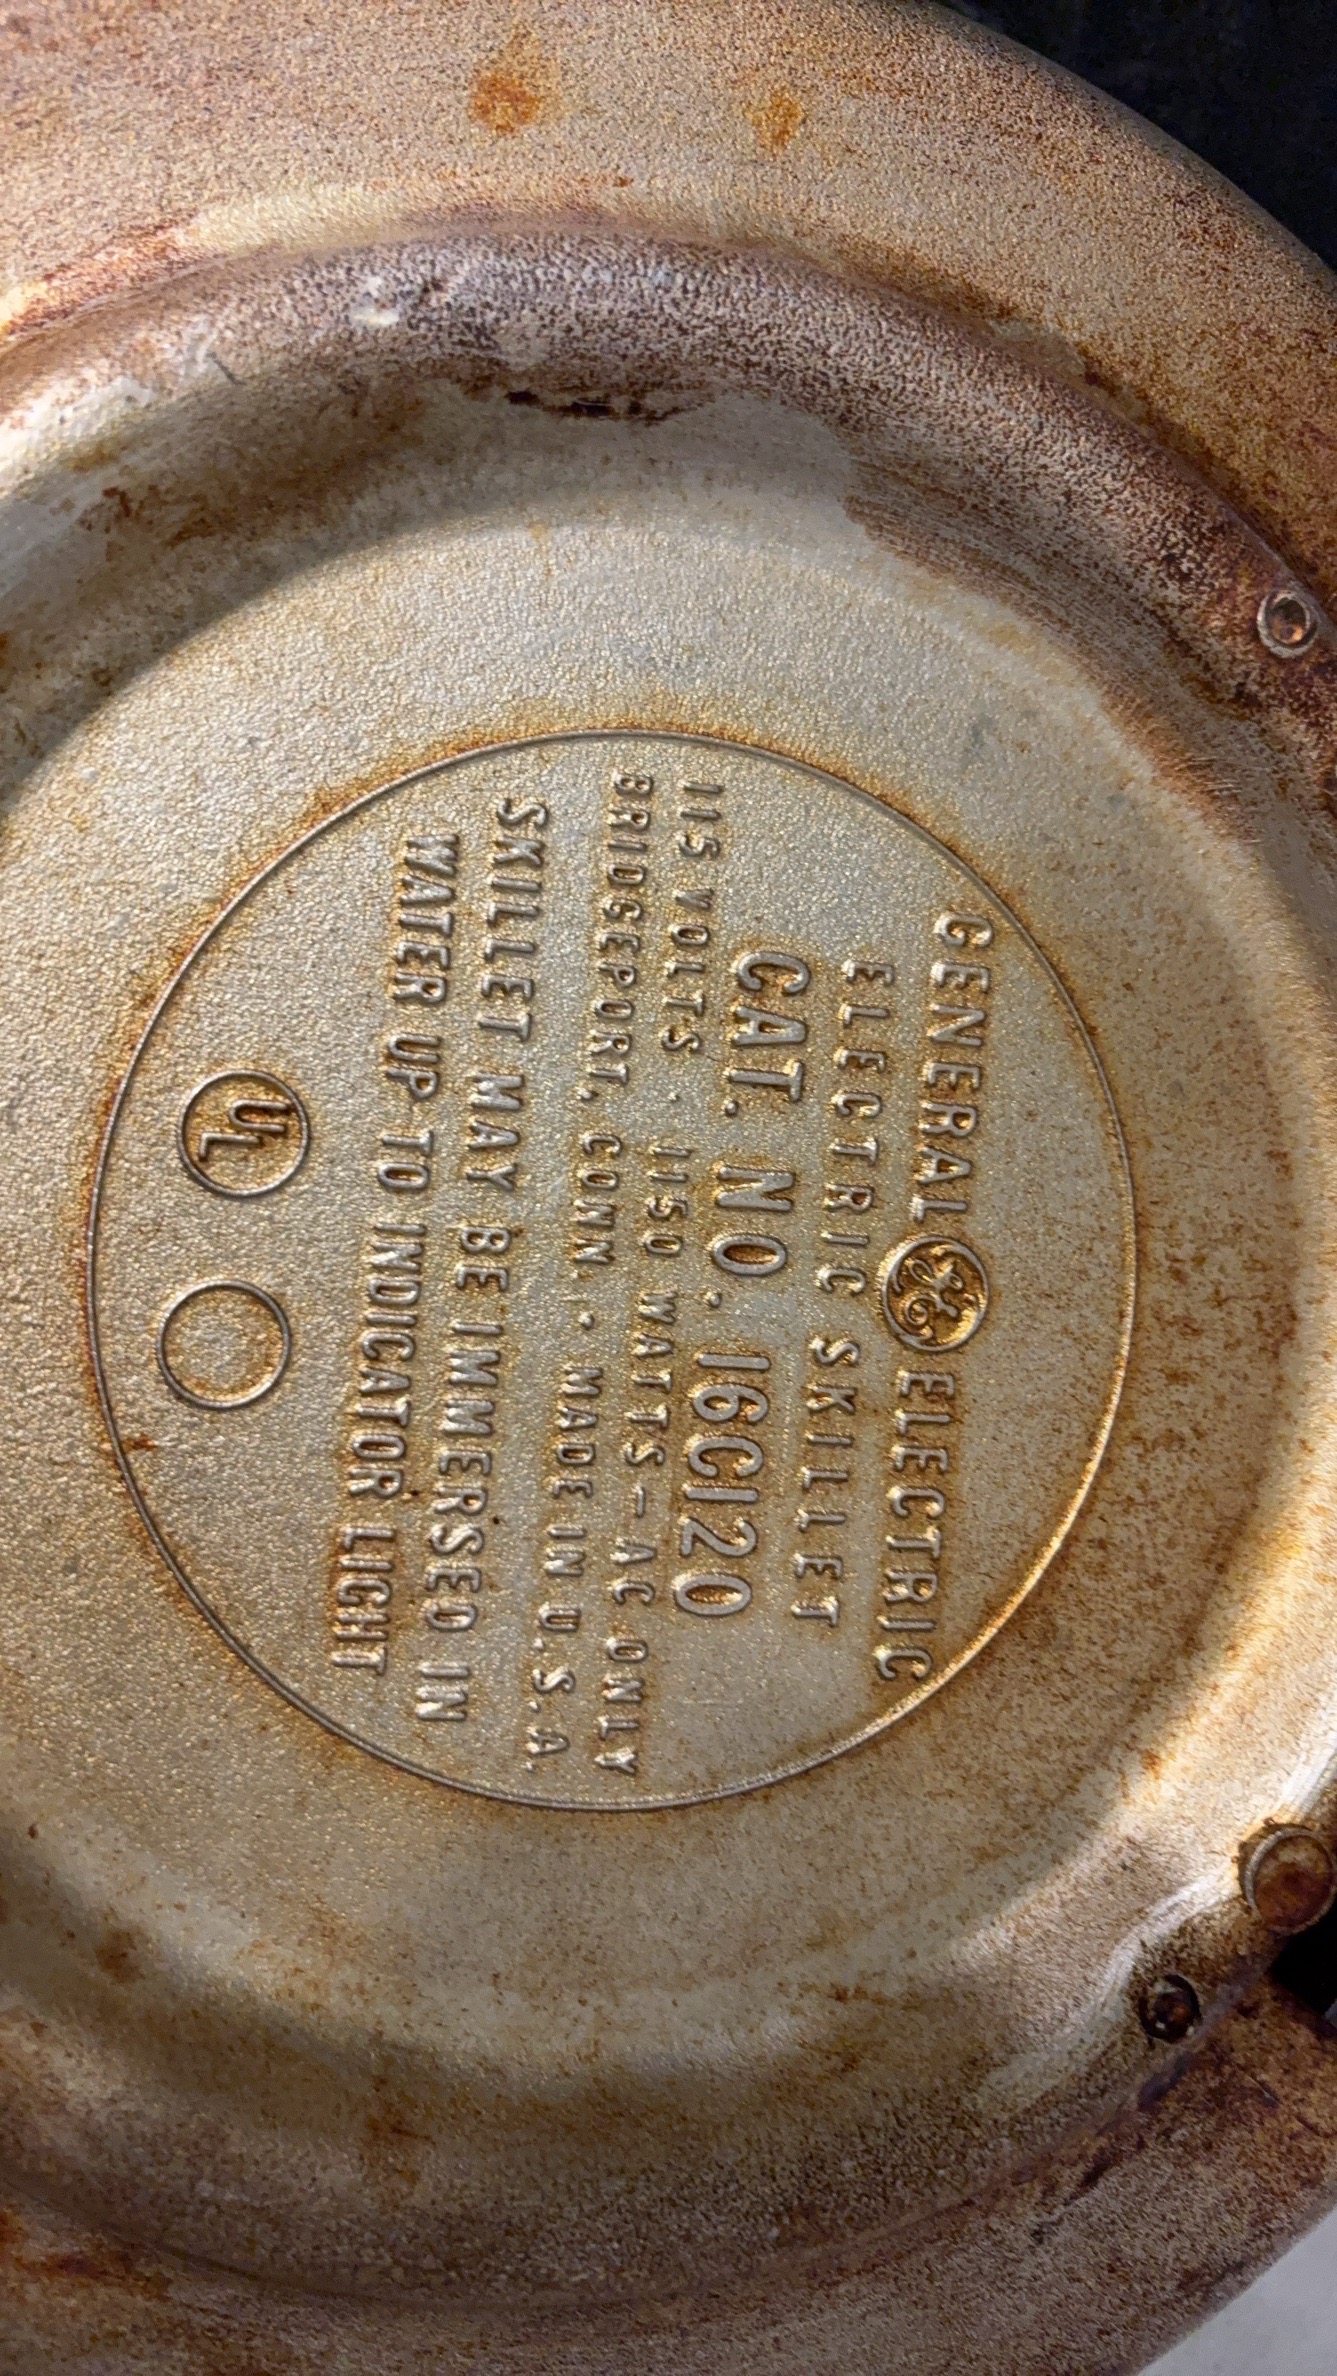 GENERAL GE ELECTRIC
ELECTRIC SKILLET
CAT. NO. 16C120
115 VOLTS · 1150 WATTS-AC ONLY
BRIDGEPORT, CONN. · MADE IN U.S.A.
SKILLET MAY BE IMMERSED IN
WATER UP TO INDICATOR LIGHT
UL